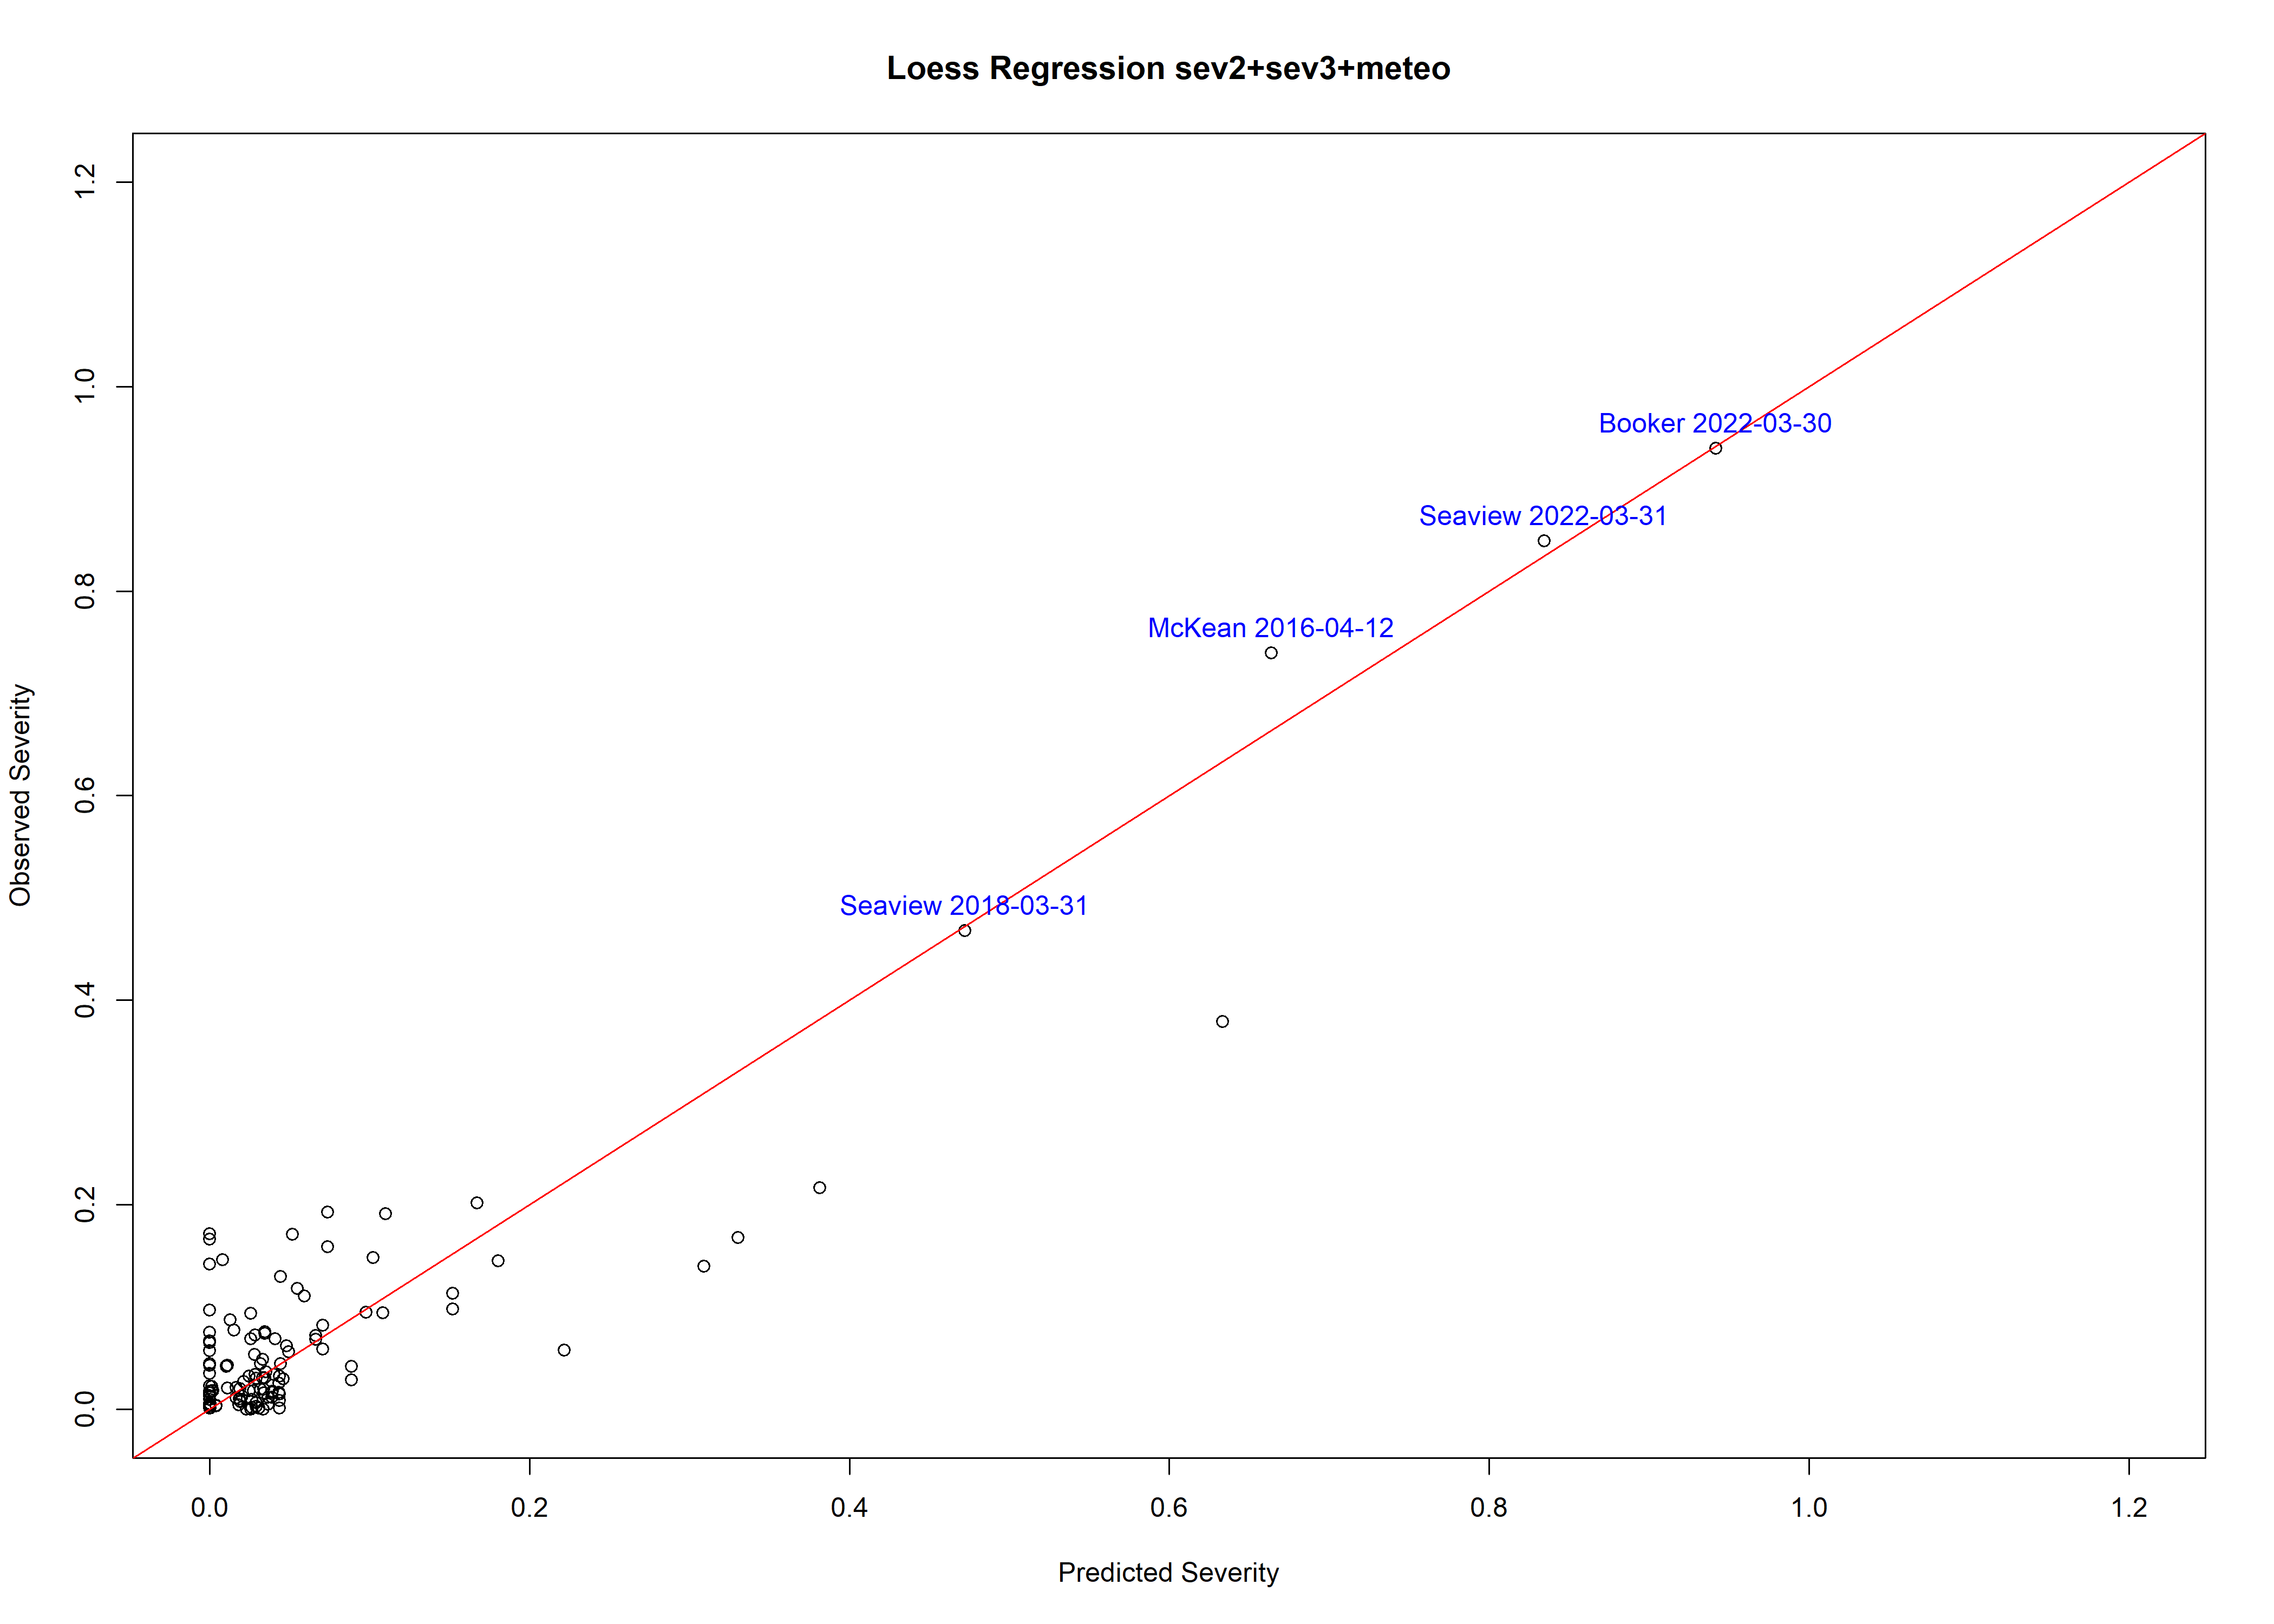 Loess Regression sev2+sev3+meteo
Observed Severity
1.2
1.0
0.8
0.6
0.4
0.2
0.0
Booker 2022-03-30
Seaview 2022-03-31
McKean 2016-04-12
Seaview 2018-03-31
0.0 0.2 0.4 0.6 0.8 1.0 1.2
Predicted Severity